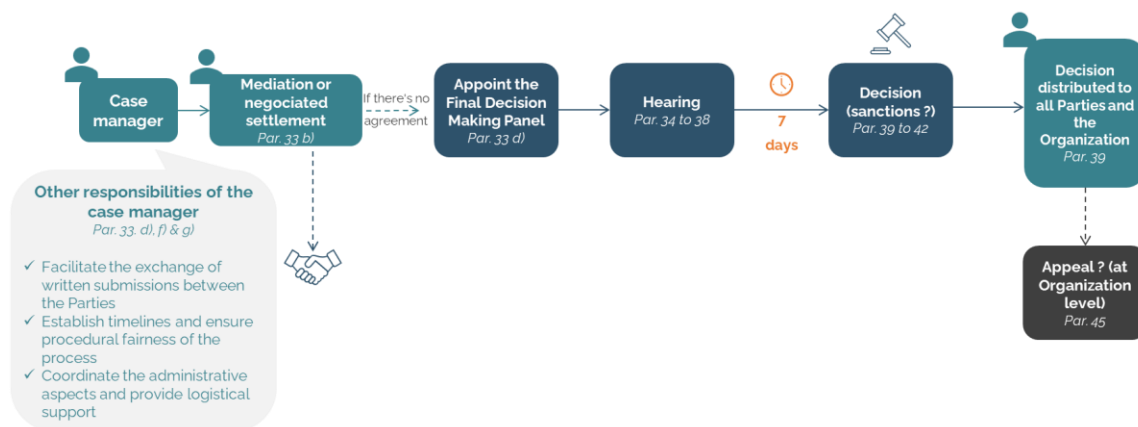 Case
manager
Mediation or
negociated
settlement
Par. 33 b)
If there's no
agreement
Appoint the
Final Decision
Making Panel
Par. 33 d)
Hearing
Par. 34 to 38
7
days
Decision
(sanctions ?)
Par. 39 to 42
Decision
distributed to
all Parties and
the
Organization
Par. 39
Appeal ? (at
Organization
level)
Par. 45
Other responsibilities of the
case manager
Par. 33. d), f) & g)
✓ Facilitate the exchange of
written submissions between
the Parties
✓ Establish timelines and ensure
procedural fairness of the
process
✓ Coordinate the administrative
aspects and provide logistical
support